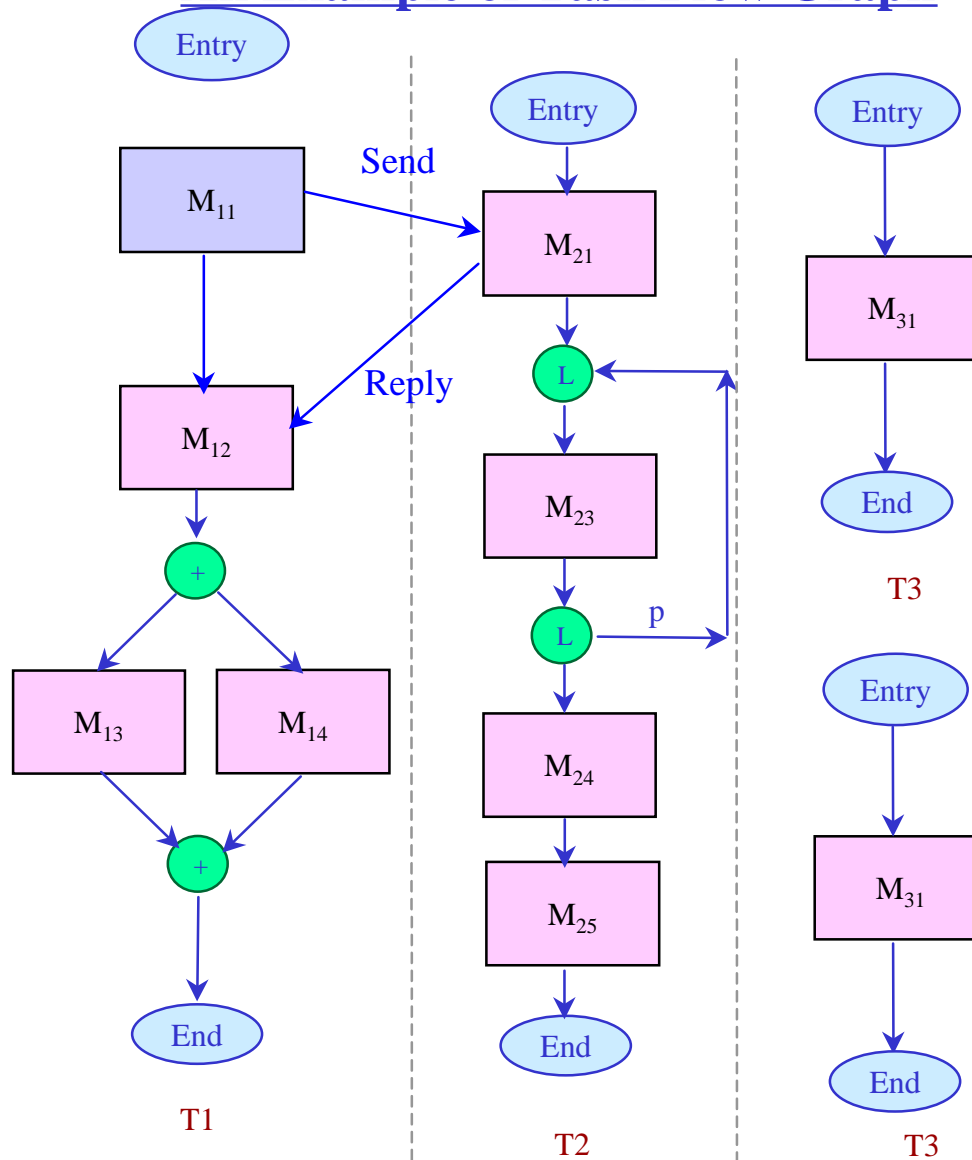 Entry
M11
Send
Reply
M12
+
M13
M14
+
End
T1
Entry
M21
L
M23
L
p
M24
M25
End
T2
Entry
M31
End
T3
Entry
M31
End
T3